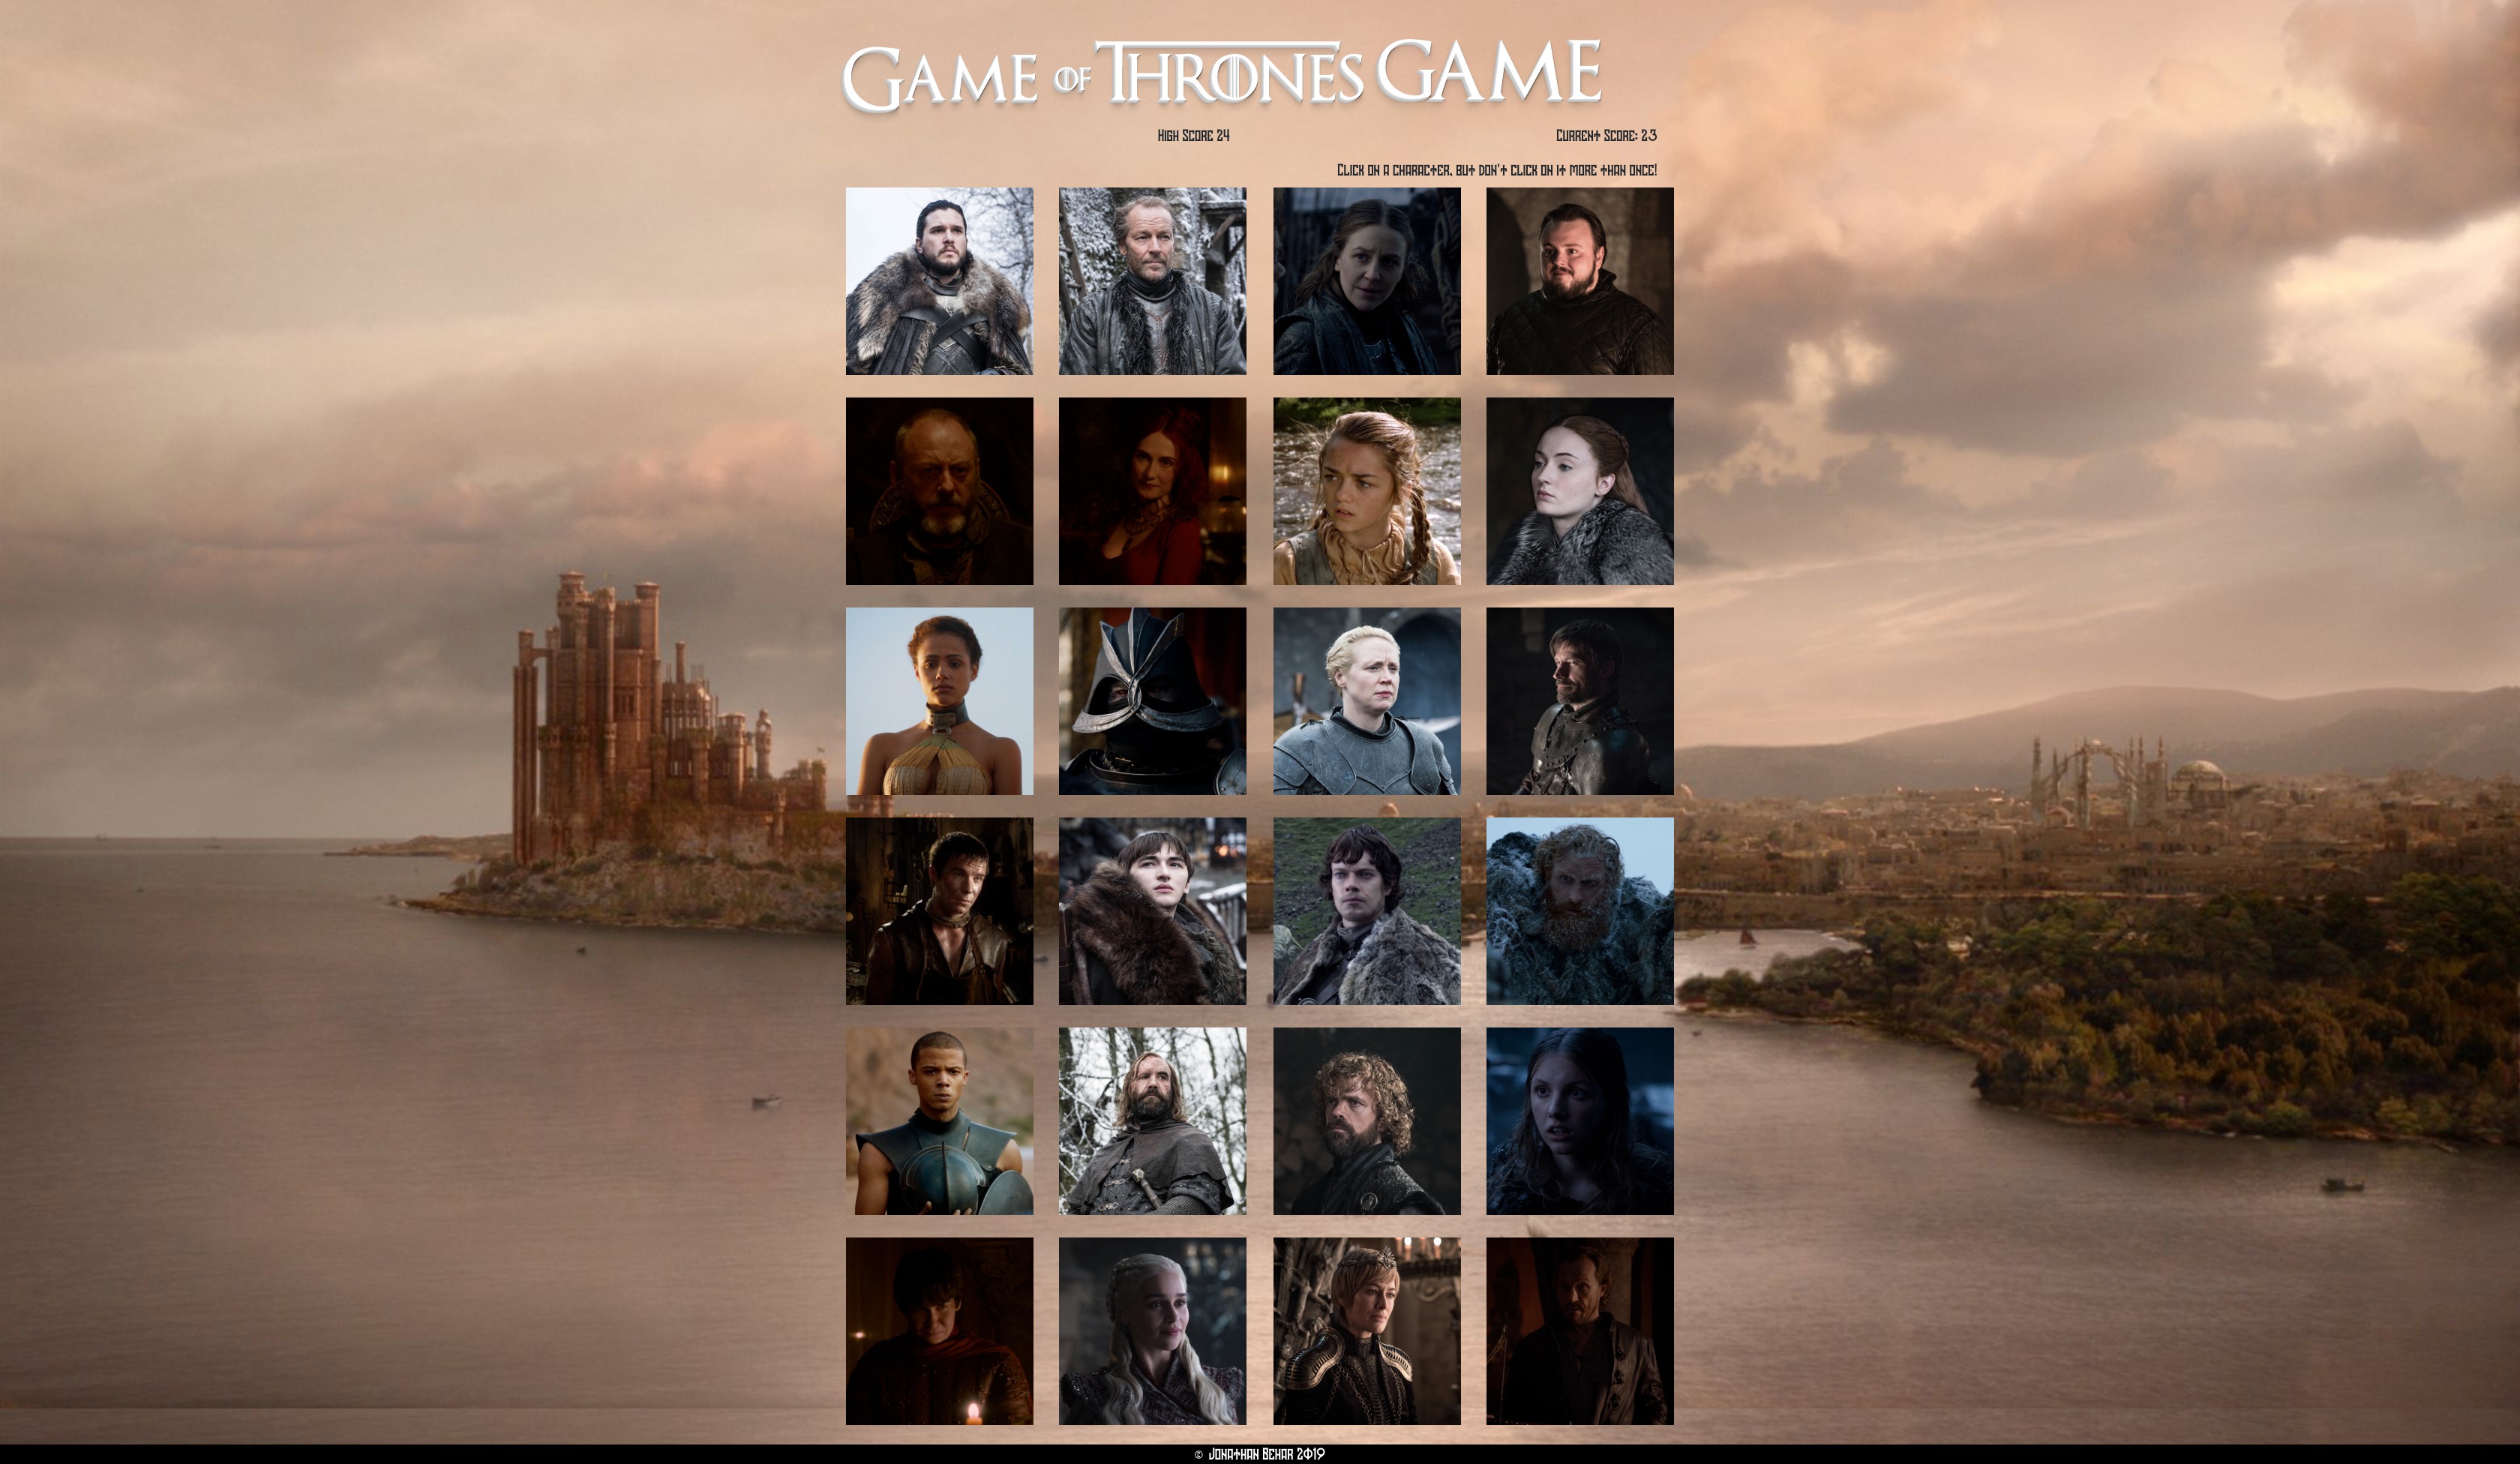 Game of Thrones Game
High Score 24
Current Score: 23
Click on a character, but don't click on it more than once!
© Jonathan Behar 2019